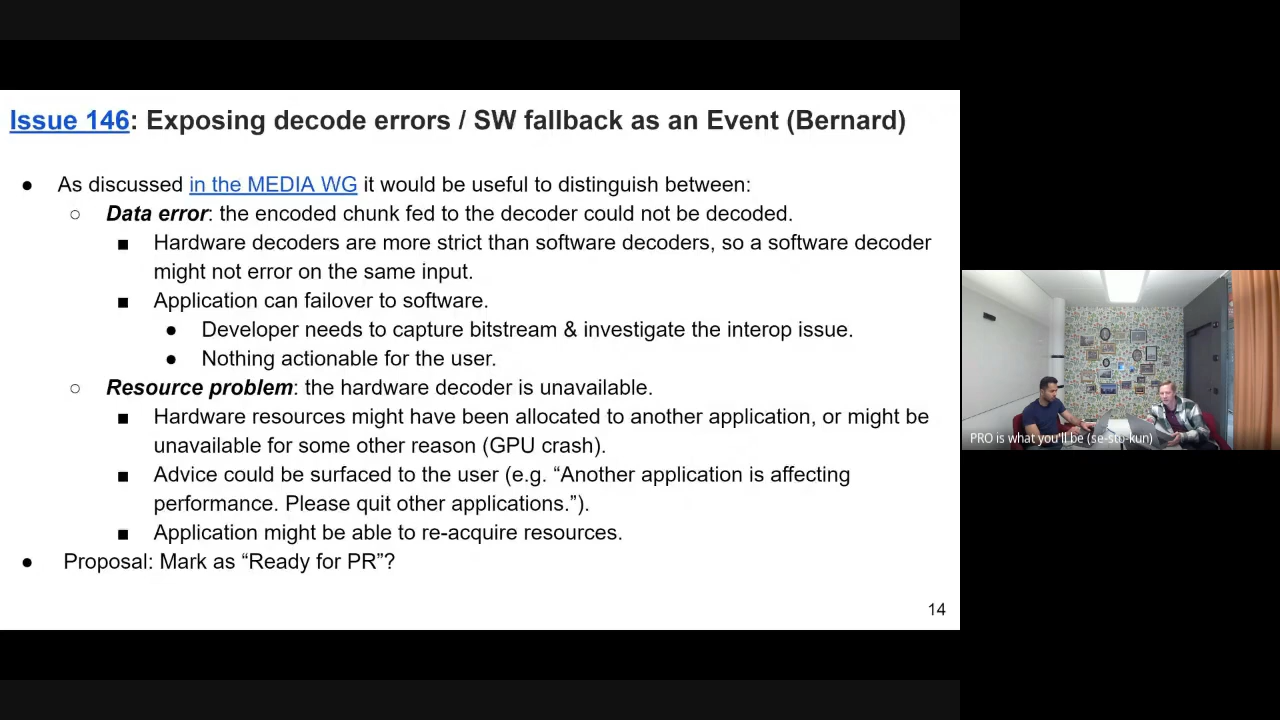 Issue 146: Exposing decode errors / SW fallback as an Event (Bernard)
● As discussed in the MEDIA WG it would be useful to distinguish between:
○ Data error: the encoded chunk fed to the decoder could not be decoded.
■ Hardware decoders are more strict than software decoders, so a software decoder
might not error on the same input.
■ Application can failover to software.
● Developer needs to capture bitstream & investigate the interop issue.
● Nothing actionable for the user.
○ Resource problem: the hardware decoder is unavailable.
■ Hardware resources might have been allocated to another application, or might be
unavailable for some other reason (GPU crash).
■ Advice could be surfaced to the user (e.g. “Another application is affecting
performance. Please quit other applications.”).
■ Application might be able to re-acquire resources.
● Proposal: Mark as “Ready for PR”?
14
PRO is what you'll be (se-sto-kun)